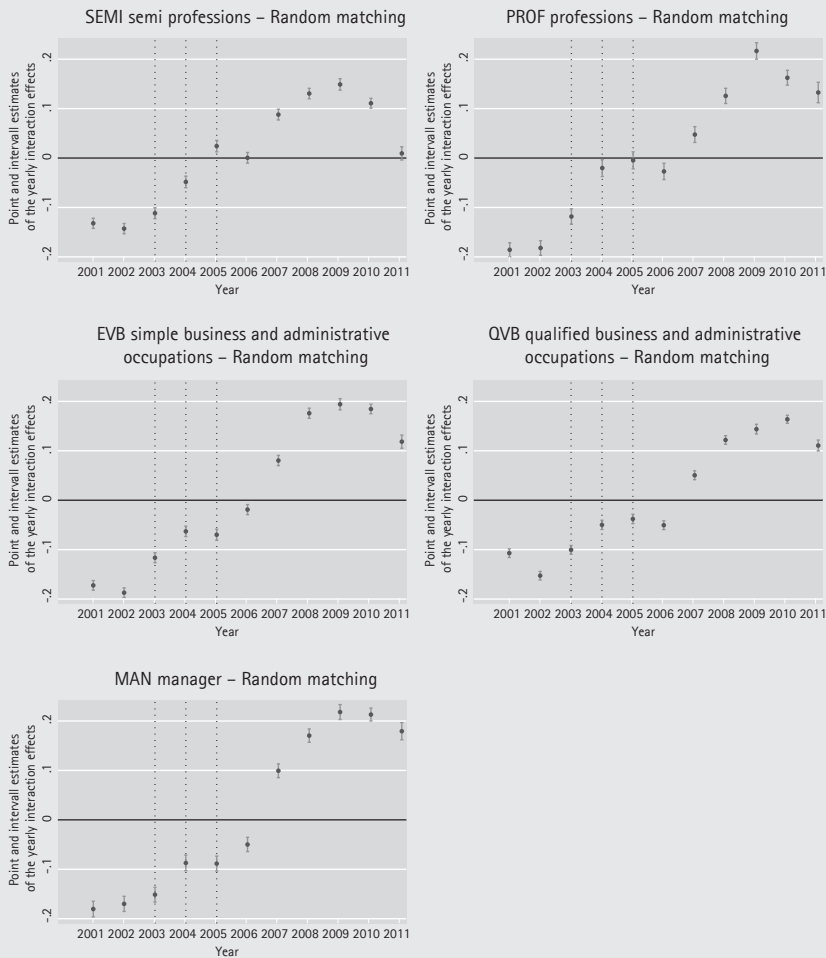 SEMI semi professions – Random matching
Point and intervall estimates
of the yearly interaction effects
.2
.1
0
-.1
-.2
2001 2002 2003 2004 2005 2006 2007 2008 2009 2010 2011
Year
PROF professions – Random matching
Point and intervall estimates
of the yearly interaction effects
.2
.1
0
-.1
-.2
2001 2002 2003 2004 2005 2006 2007 2008 2009 2010 2011
Year
EVB simple business and administrative
occupations – Random matching
Point and intervall estimates
of the yearly interaction effects
.2
.1
0
-.1
-.2
2001 2002 2003 2004 2005 2006 2007 2008 2009 2010 2011
Year
QVB qualified business and administrative
occupations – Random matching
Point and intervall estimates
of the yearly interaction effects
.2
.1
0
-.1
-.2
2001 2002 2003 2004 2005 2006 2007 2008 2009 2010 2011
Year
MAN manager – Random matching
Point and intervall estimates
of the yearly interaction effects
.2
.1
0
-.1
-.2
2001 2002 2003 2004 2005 2006 2007 2008 2009 2010 2011
Year